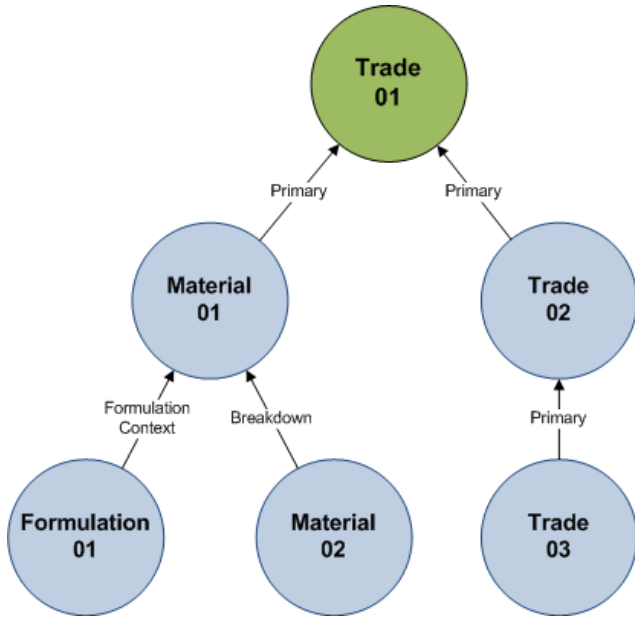 Trade
01
Primary
Primary
Material
01
Trade
02
Formulation
Context
Breakdown
Primary
Formulation
01
Material
02
Trade
03